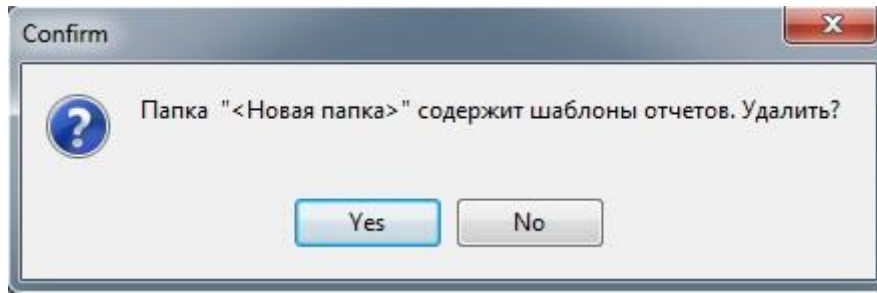 Confirm
Папка "<Новая папка>" содержит шаблоны отчетов. Удалить?
Yes
No